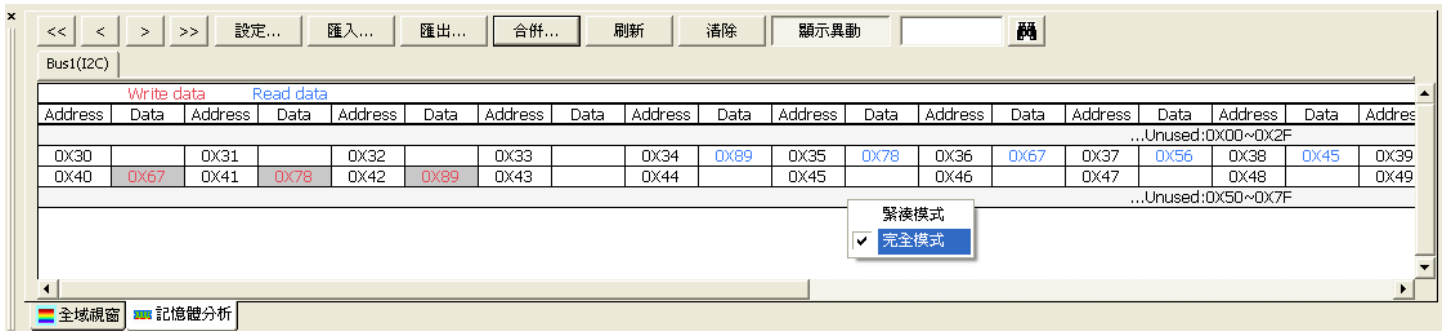 << < > >> 設定... 匯入... 匯出... 合併... 刷新 清除 顯示異動
Bus1(I2C)
Write data Read data
Address Data Address Data Address Data Address Data Address Data Address Data Address Data Address Data Address Data Addres
...Unused:0X00~0X2F
0X30 0X31 0X32 0X33 0X34 0X89 0X35 0X78 0X36 0X67 0X37 0X56 0X38 0X45 0X39
0X40 0X67 0X41 0X78 0X42 0X89 0X43 0X44 0X45 0X46 0X47 0X48 0X49
...Unused:0X50~0X7F
緊湊模式
完全模式
全域視窗 記憶體分析